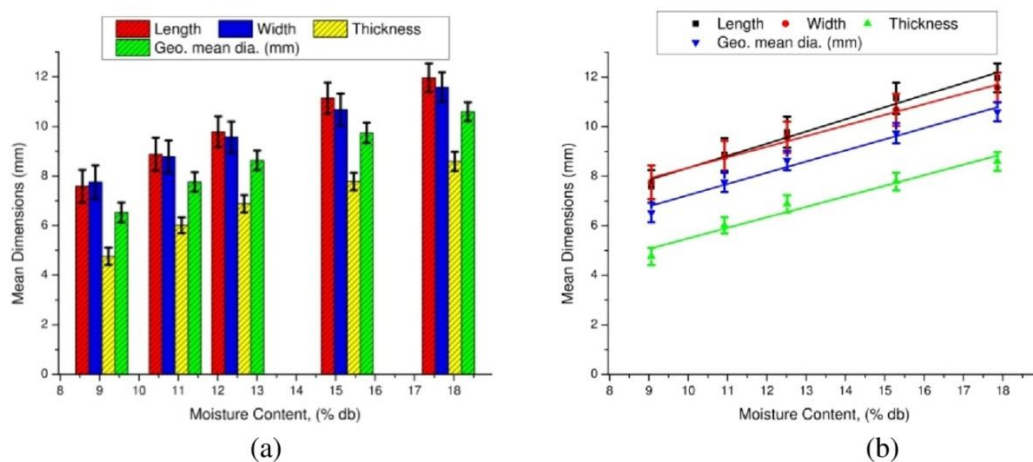 Length Width Thickness
Geo. mean dia. (mm)
12
10
8
6
4
2
0
Mean Dimensions (mm)
8 9 10 11 12 13 14 15 16 17 18
Moisture Content, (% db)
(a)
Length Width Thickness
Geo. mean dia. (mm)
12
10
8
6
4
2
0
Mean Dimensions (mm)
8 9 10 11 12 13 14 15 16 17 18
Moisture Content, (% db)
(b)